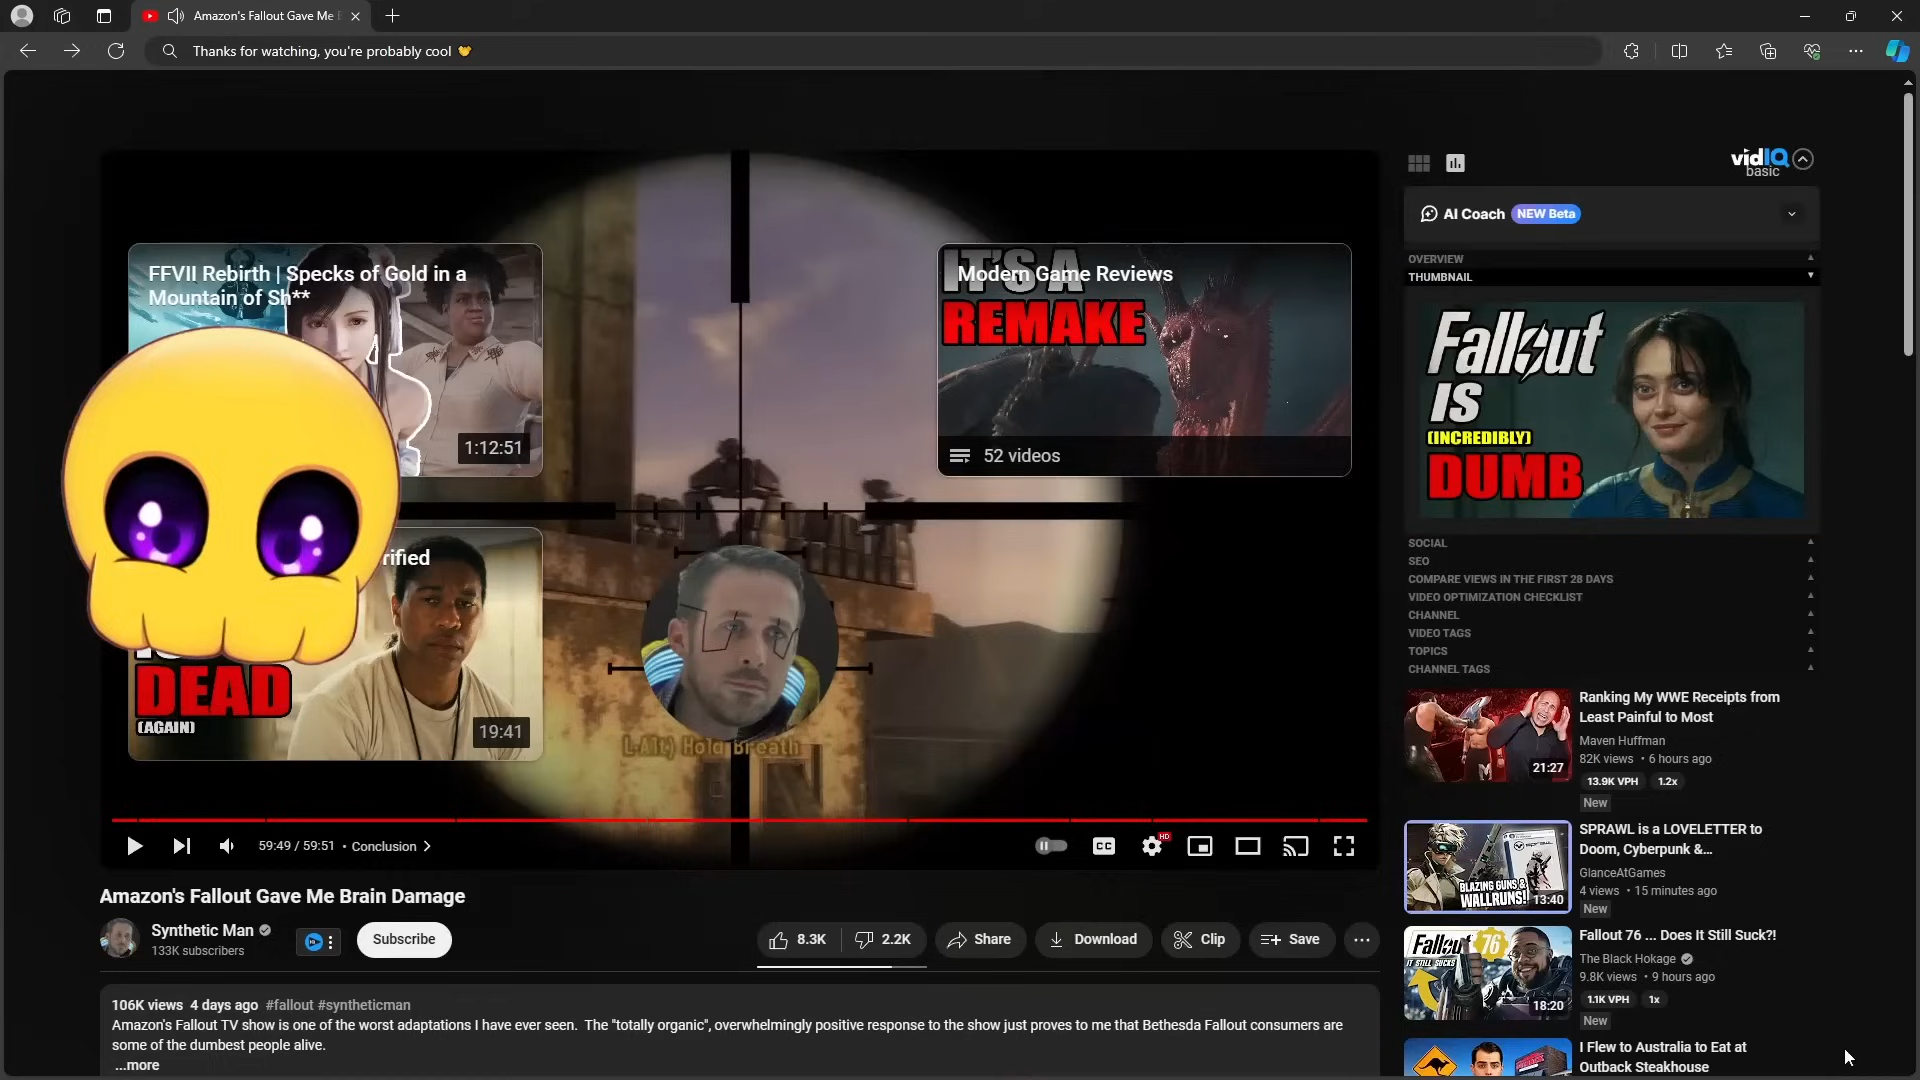 Amazon's Fallout Gave Me
Thanks for watching, you're probably cool
FFVII Rebirth | Specks of Gold in a
Mountain of Sh**
1:12:51
IT'S A
Modern Game Reviews
REMAKE
52 videos
rified
DEAD
(AGAIN)
19:41
Hold Breath
59:49 / 59:51 • Conclusion
CC
HD
Amazon's Fallout Gave Me Brain Damage
Synthetic Man
133K subscribers
Subscribe
8.3K
2.2K
Share
Download
Clip
Save
106K views 4 days ago #fallout #syntheticman
Amazon's Fallout TV show is one of the worst adaptations I have ever seen. The "totally organic", overwhelmingly positive response to the show just proves to me that Bethesda Fallout consumers are
some of the dumbest people alive.
...more
vidIQ
basic
AI Coach NEW Beta
OVERVIEW
THUMBNAIL
Fallout
IS
(INCREDIBLY)
DUMB
SOCIAL
SEO
COMPARE VIEWS IN THE FIRST 28 DAYS
VIDEO OPTIMIZATION CHECKLIST
CHANNEL
VIDEO TAGS
TOPICS
CHANNEL TAGS
21:27
Ranking My WWE Receipts from
Least Painful to Most
Maven Huffman
82K views • 6 hours ago
13.9K VPH 1.2x
New
BLAZING GUNS &
WALLRUNS!
13:40
SPRAWL is a LOVELETTER to
Doom, Cyberpunk &...
GlanceAtGames
4 views • 15 minutes ago
New
Fallout 76
IT STILL SUCKS
18:20
Fallout 76 ... Does It Still Suck?!
The Black Hokage
9.8K views • 9 hours ago
1.1K VPH 1x
New
I Flew to Australia to Eat at
Outback Steakhouse